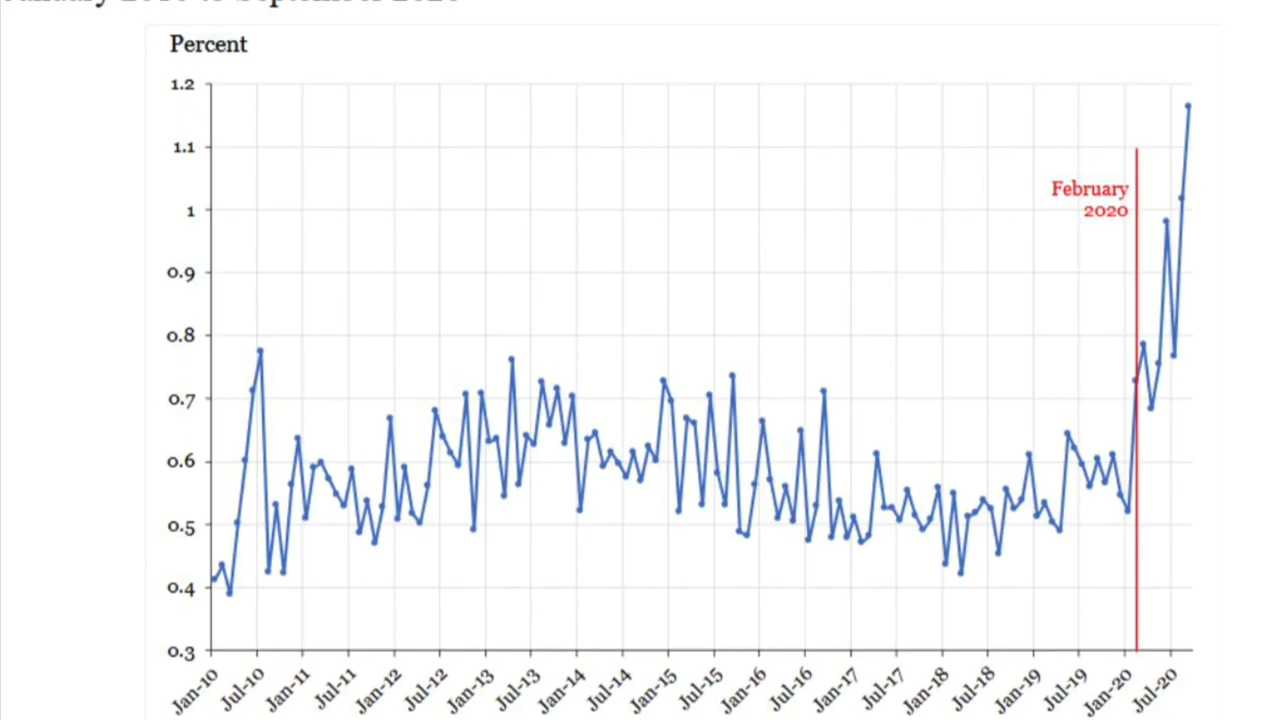 Percent
1.2
1.1
1
0.9
0.8
0.7
0.6
0.5
0.4
0.3
February
2020
Jan-10
Jul-10
Jan-11
Jul-11
Jan-12
Jul-12
Jan-13
Jul-13
Jan-14
Jul-14
Jan-15
Jul-15
Jan-16
Jul-16
Jan-17
Jul-17
Jan-18
Jul-18
Jan-19
Jul-19
Jan-20
Jul-20